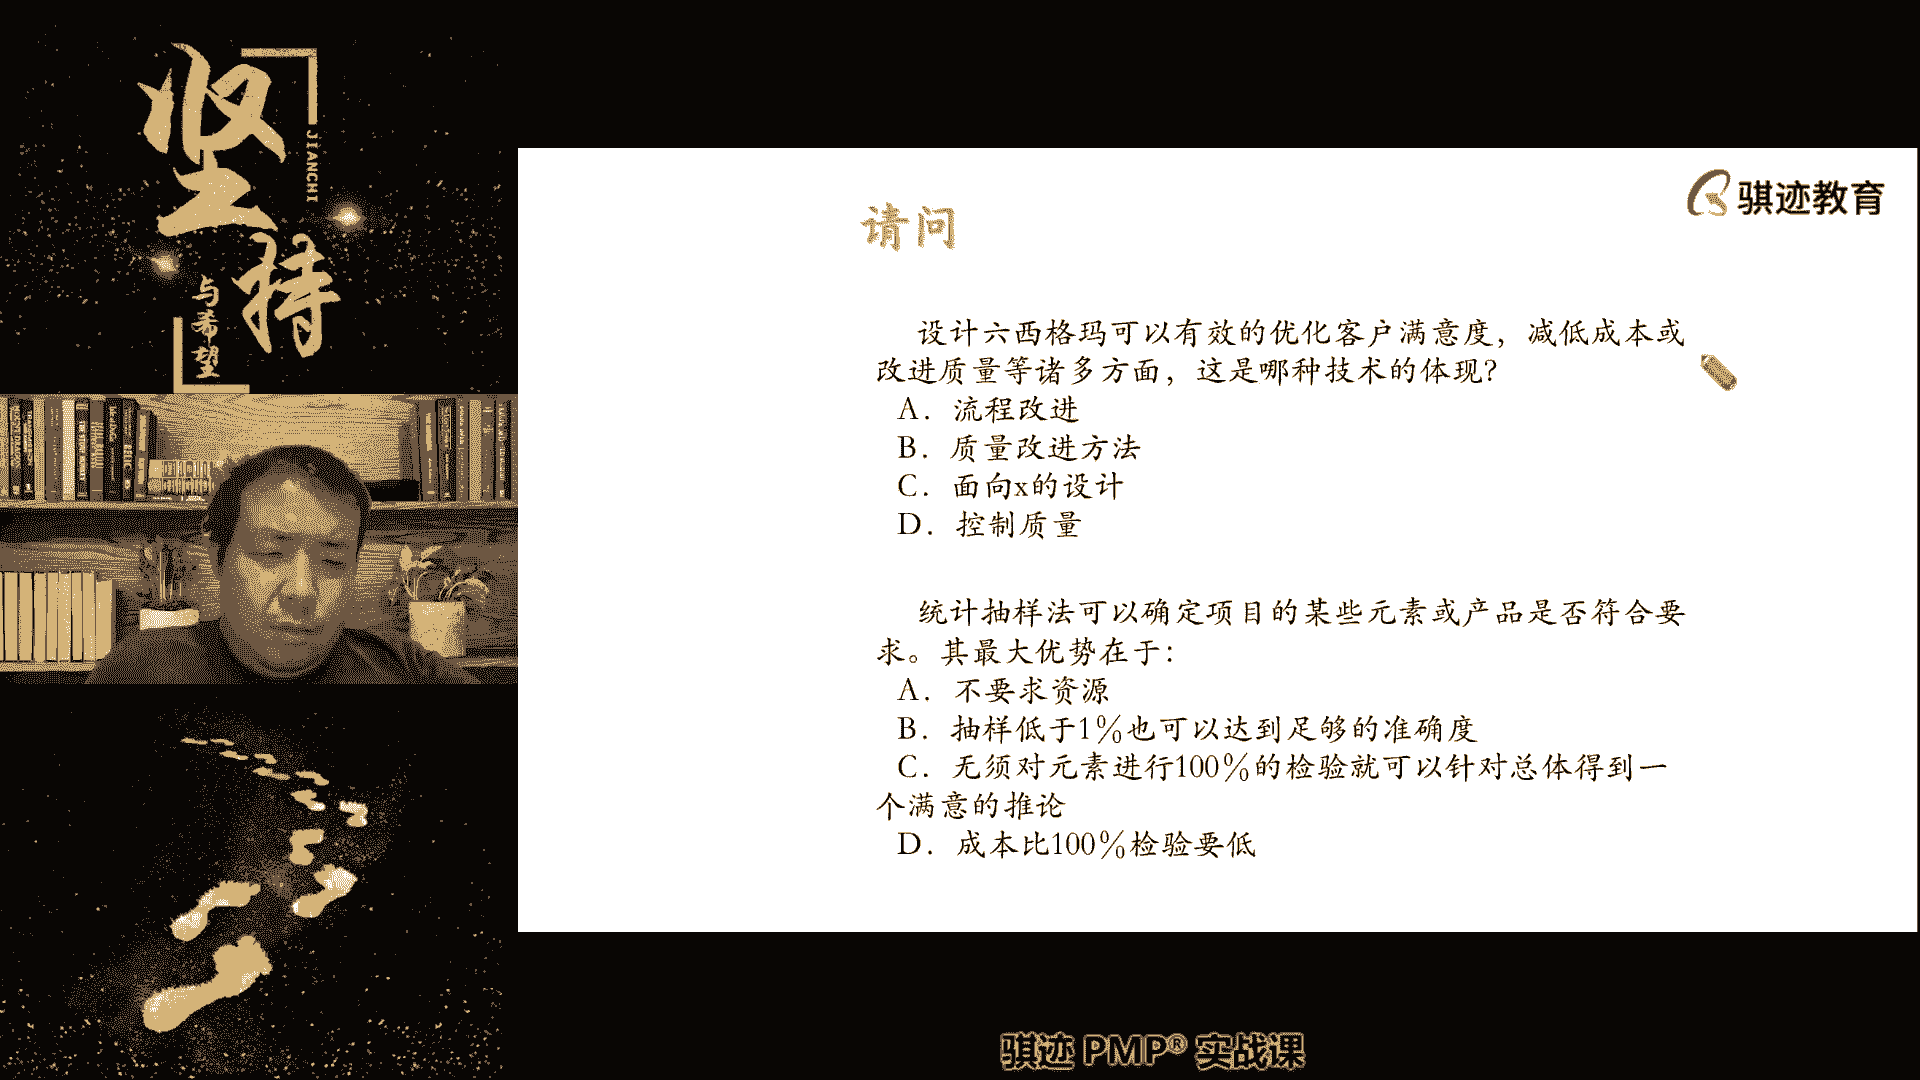 坚持
JIANCHI
与希望
骐迹教育
请问
设计六西格玛可以有效的优化客户满意度，减低成本或
改进质量等诸多方面，这是哪种技术的体现？
A．流程改进
B．质量改进方法
C．面向x的设计
D．控制质量
统计抽样法可以确定项目的某些元素或产品是否符合要
求。其最大优势在于：
A．不要求资源
B．抽样低于1%也可以达到足够的准确度
C．无须对元素进行100%的检验就可以针对总体得到一
个满意的推论
D．成本比100%检验要低
骐迹 PMP® 实战课